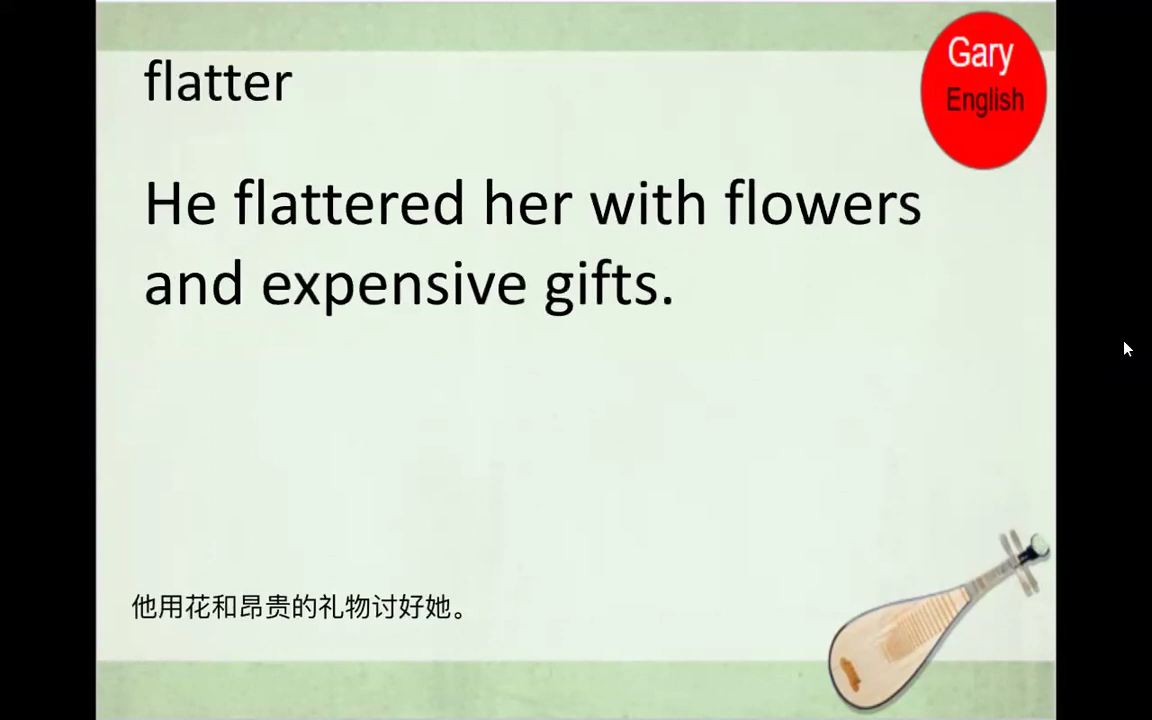 flatter
Gary
English
He flattered her with flowers
and expensive gifts.
他用花和昂贵的礼物讨好她。